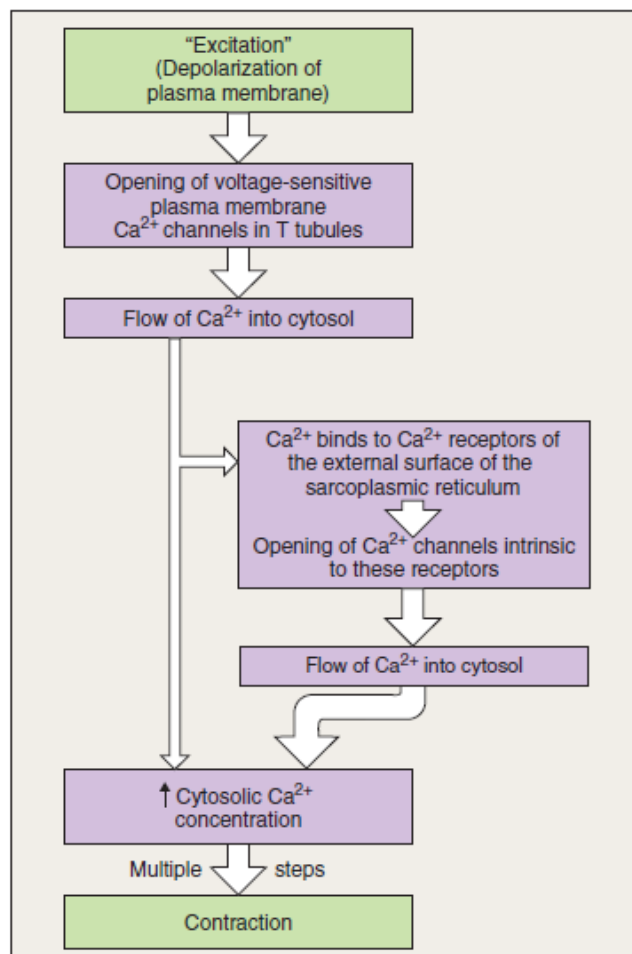 “Excitation”
(Depolarization of
plasma membrane)
Opening of voltage-sensitive
plasma membrane
Ca²⁺ channels in T tubules
Flow of Ca²⁺ into cytosol
Ca²⁺ binds to Ca²⁺ receptors of
the external surface of the
sarcoplasmic reticulum
Opening of Ca²⁺ channels intrinsic
to these receptors
Flow of Ca²⁺ into cytosol
↑ Cytosolic Ca²⁺
concentration
Multiple steps
Contraction